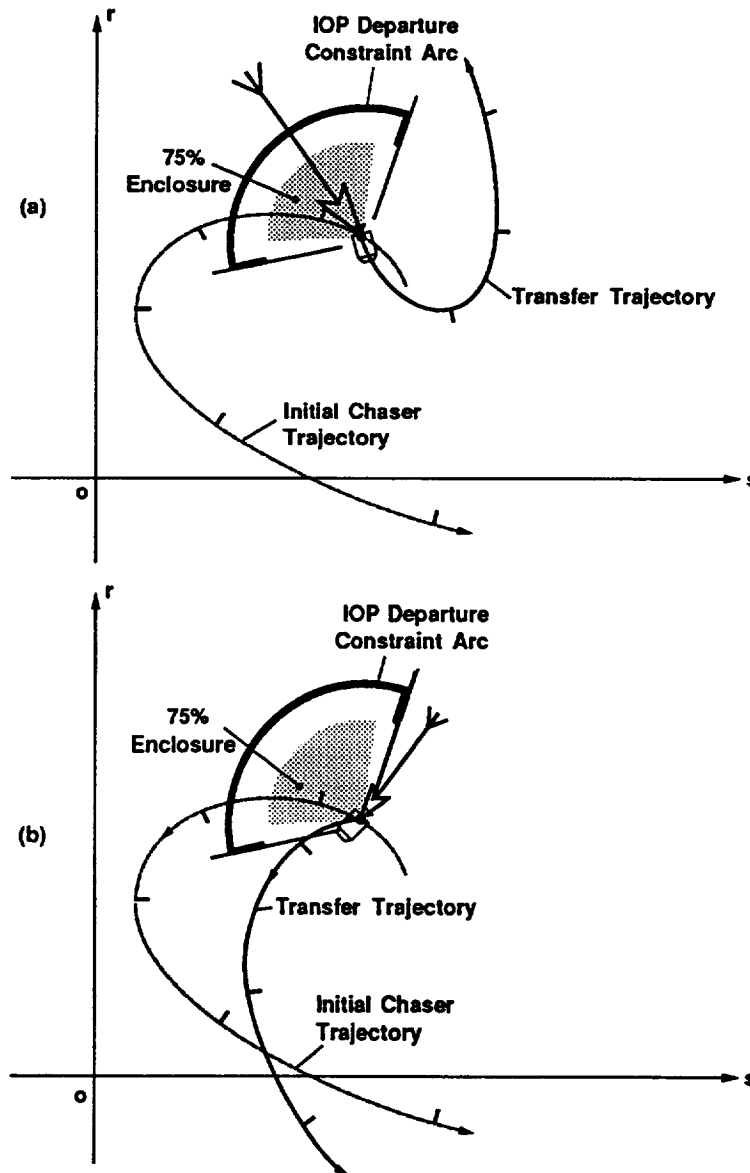 r
IOP Departure
Constraint Arc
75%
Enclosure
(a)
Transfer Trajectory
Initial Chaser
Trajectory
o
s
r
IOP Departure
Constraint Arc
75%
Enclosure
(b)
Transfer Trajectory
Initial Chaser
Trajectory
o
s